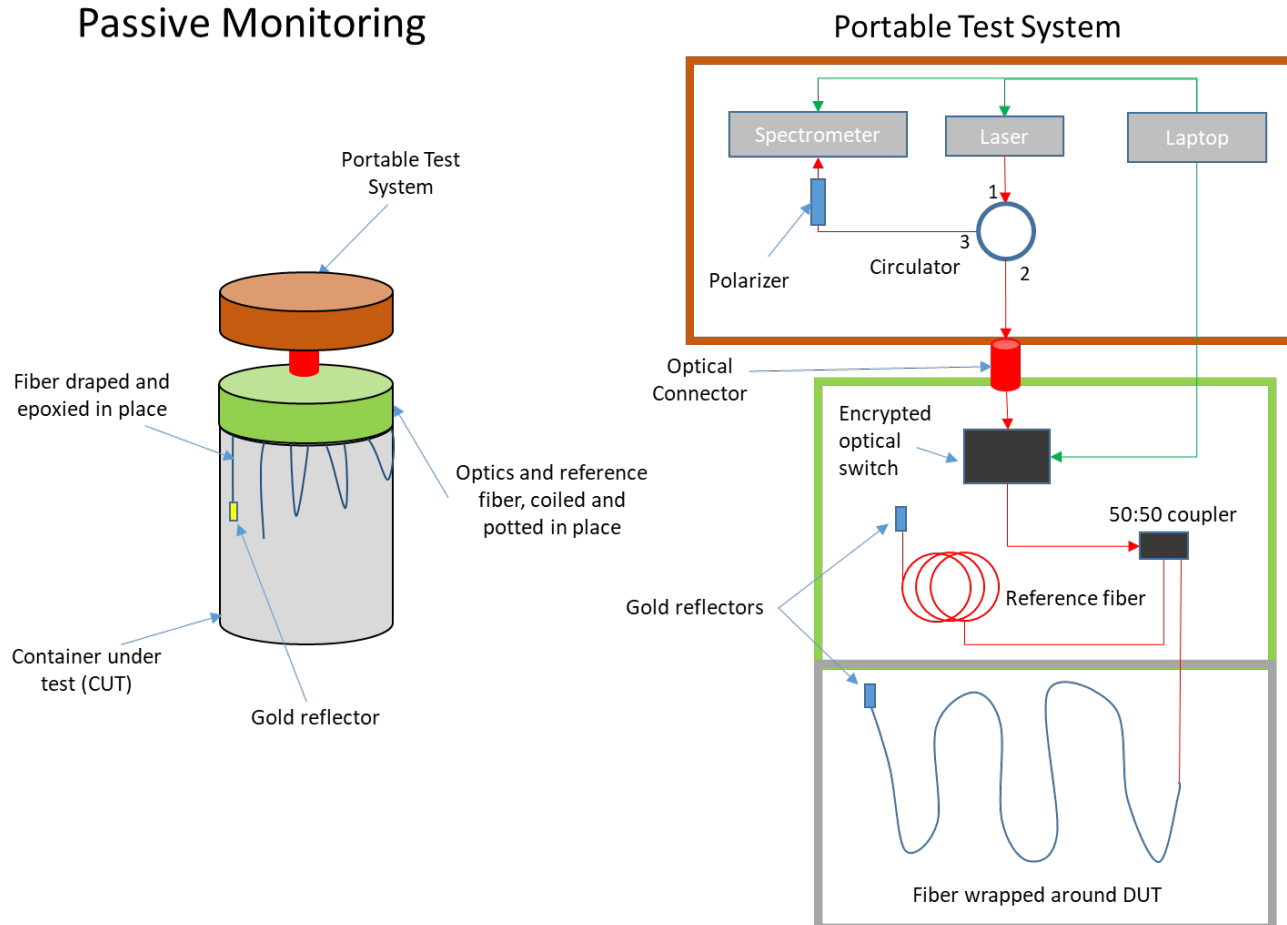 Passive Monitoring
Portable Test
System
Fiber draped and
epoxied in place
Optics and reference
fiber, coiled and
potted in place
Container under
test (CUT)
Gold reflector
Portable Test System
Spectrometer
Laser
Laptop
1
3
2
Circulator
Polarizer
Optical
Connector
Encrypted
optical
switch
50:50 coupler
Gold reflectors
Reference fiber
Fiber wrapped around DUT